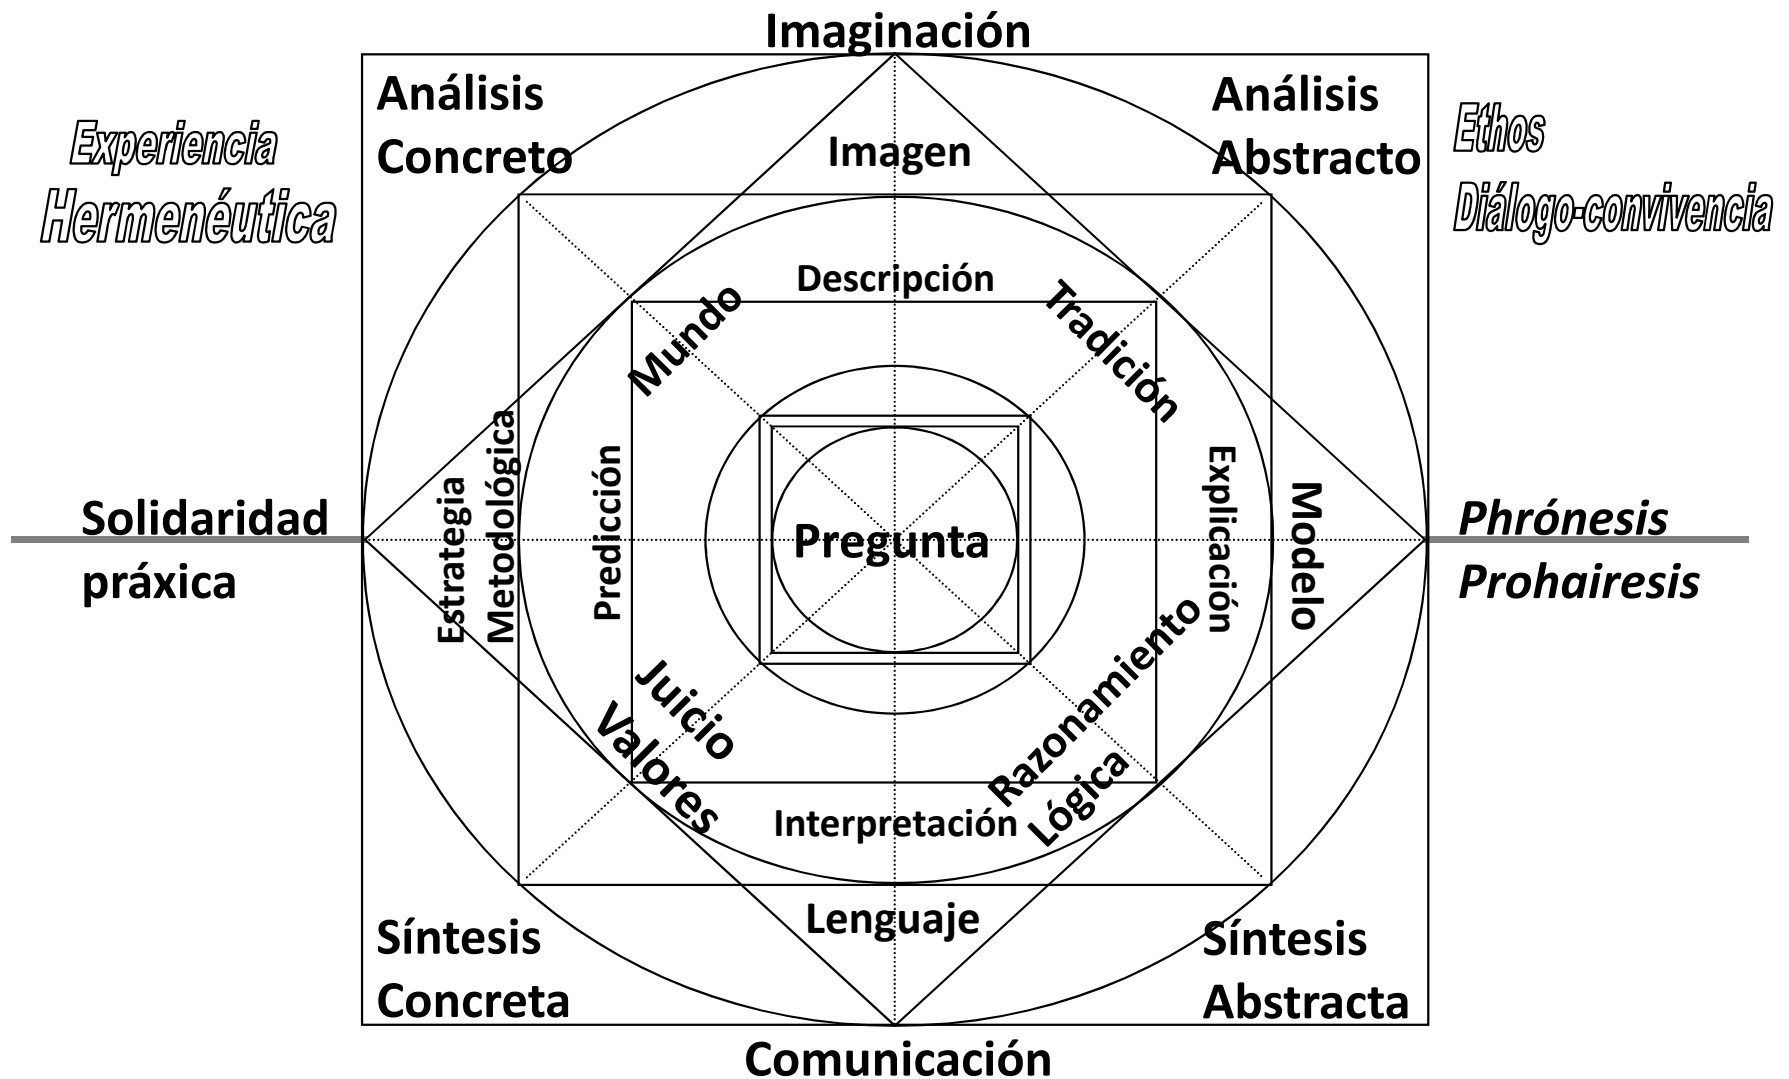 Imaginación
Análisis
Concreto
Análisis
Abstracto
Experiencia
Hermenéutica
Ethos
Diálogo-convivencia
Imagen
Descripción
Mundo
Tradición
Solidaridad
práxica
Estrategia
Metodológica
Predicción
Pregunta
Explicación
Modelo
Phrónesis
Prohairesis
Juicio
Valores
Razonamiento
Lógica
Interpretación
Lenguaje
Síntesis
Concreta
Síntesis
Abstracta
Comunicación